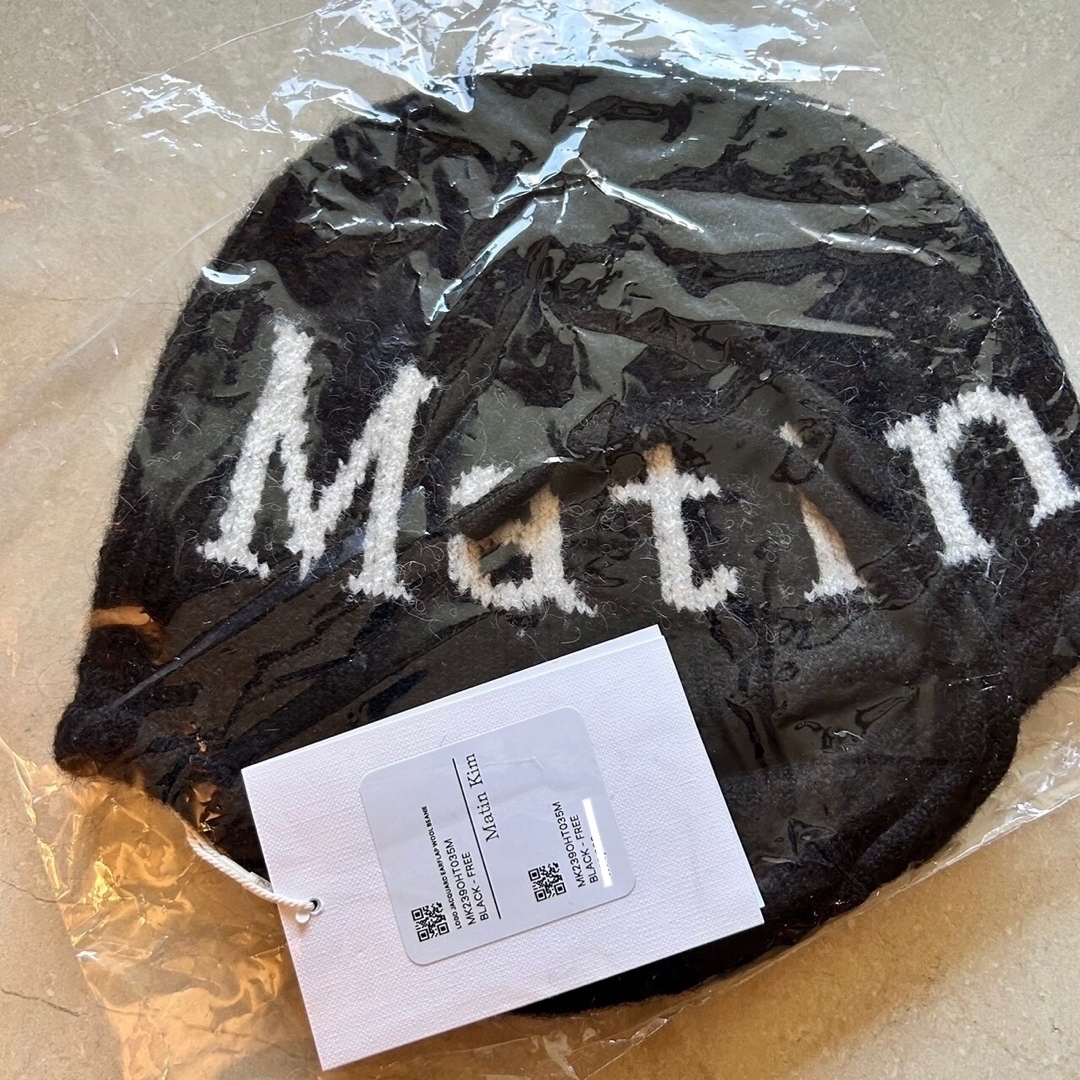 Matin
LOGO JACQUARD EARFLAP WOOL BEANIE
MK2390HT035M
BLACK - FREE
Matin Kim
MK2390HT035M
BLACK - FREE